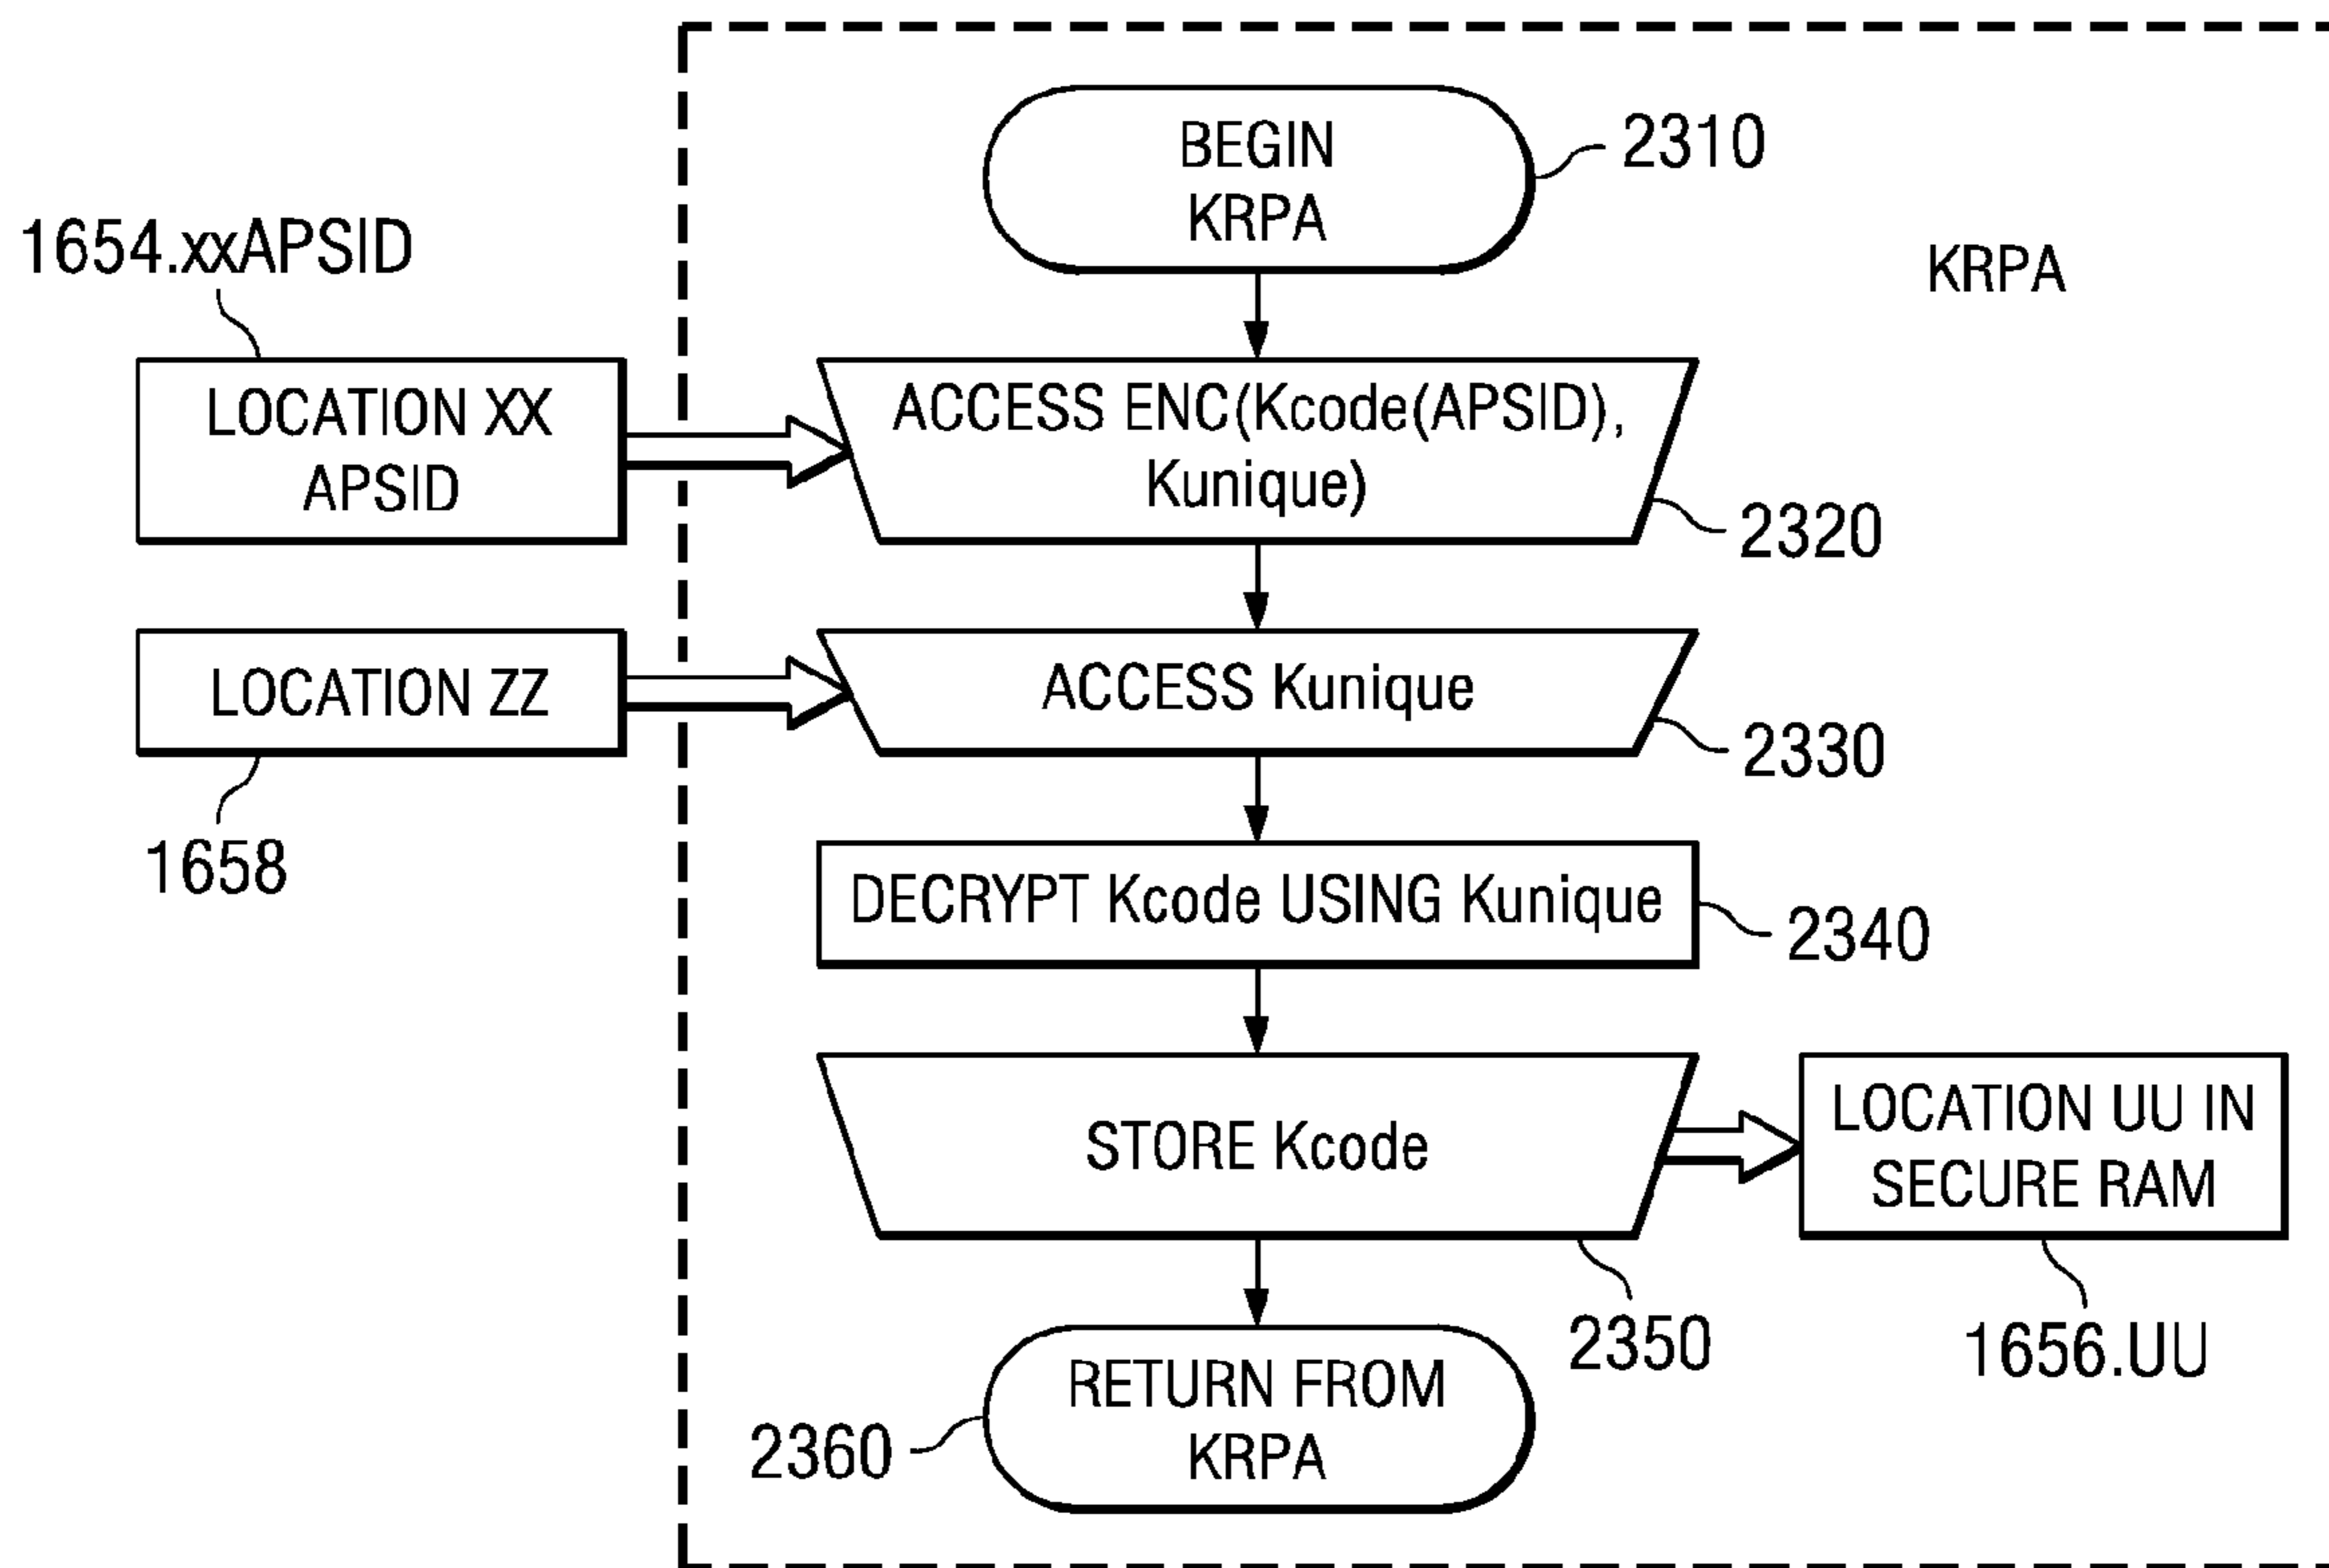 BEGIN
KRPA
2310
KRPA
1654.xxAPSID
LOCATION XX
APSID
ACCESS ENC(Kcode(APSID),
Kunique)
2320
LOCATION ZZ
1658
ACCESS Kunique
2330
DECRYPT Kcode USING Kunique
2340
STORE Kcode
2350
LOCATION UU IN
SECURE RAM
1656.UU
RETURN FROM
KRPA
2360